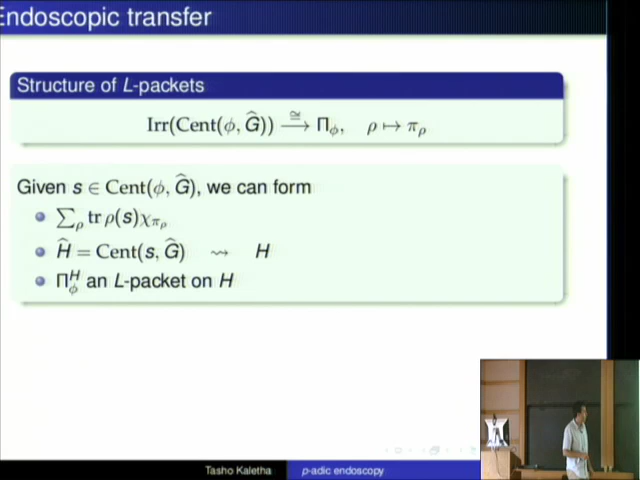 Endoscopic transfer
Structure of L-packets
Irr(Cent(ϕ, Ĝ)) ≅⟶ Π_ϕ, ρ ↦ π_ρ
Given s ∈ Cent(ϕ, Ĝ), we can form
∑_ρ tr ρ(s)χ_{π_ρ}
Ĥ = Cent(s, Ĝ) ⇝ H
Π^H_ϕ an L-packet on H
Tasho Kaletha p-adic endoscopy